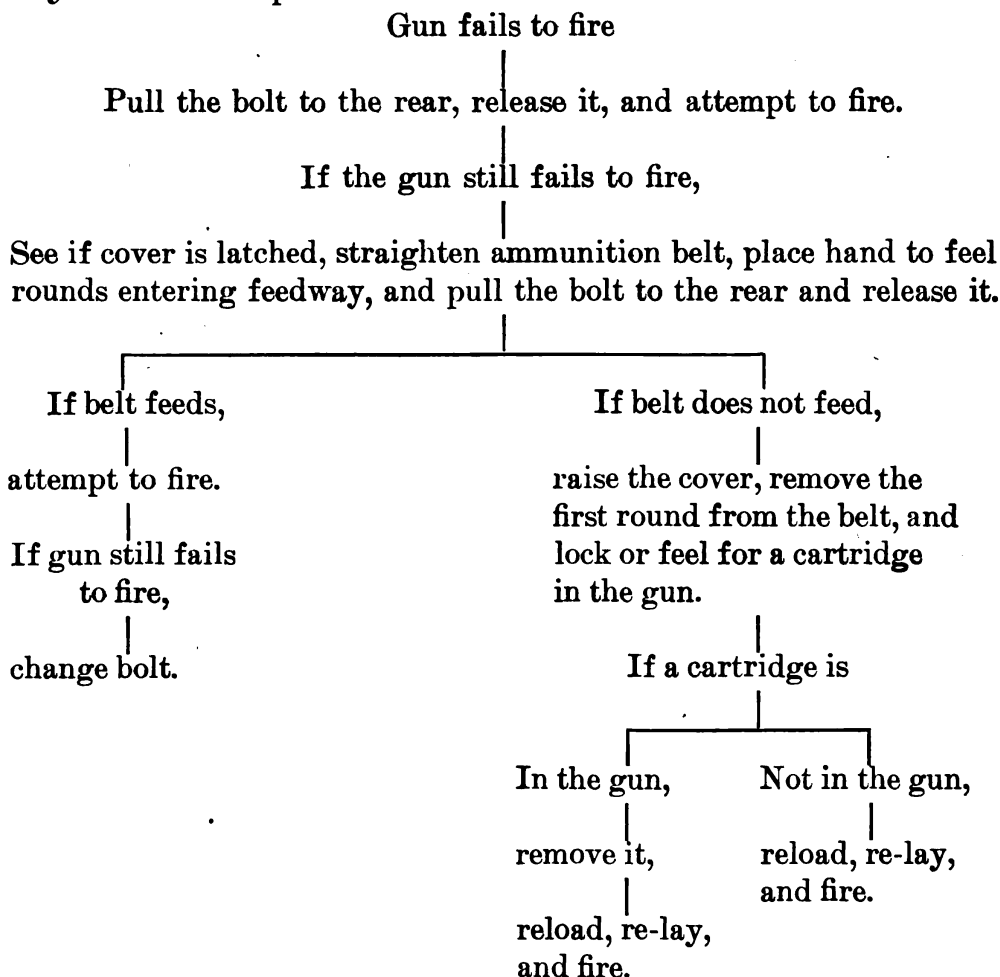 Gun fails to fire
Pull the bolt to the rear, release it, and attempt to fire.
If the gun still fails to fire,
See if cover is latched, straighten ammunition belt, place hand to feel
rounds entering feedway, and pull the bolt to the rear and release it.
If belt feeds,
attempt to fire.
If gun still fails
to fire,
change bolt.
If belt does not feed,
raise the cover, remove the
first round from the belt, and
lock or feel for a cartridge
in the gun.
If a cartridge is
In the gun,
remove it,
reload, re-lay,
and fire.
Not in the gun,
reload, re-lay,
and fire.